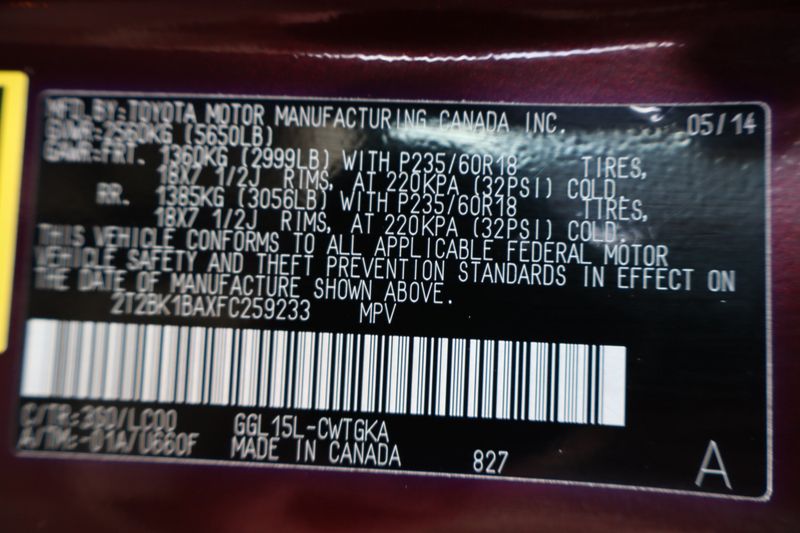 MFD.BY:TOYOTA MOTOR MANUFACTURING CANADA INC. 05/14
GVWR:2560KG (5650LB)
GAWR:FRT. 1360KG (2999LB) WITH P235/60R18 TIRES,
18X7 1/2J RIMS, AT 220KPA (32PSI) COLD.
RR. 1385KG (3056LB) WITH P235/60R18 TIRES,
18X7 1/2J RIMS, AT 220KPA (32PSI) COLD.
THIS VEHICLE CONFORMS TO ALL APPLICABLE FEDERAL MOTOR
VEHICLE SAFETY AND THEFT PREVENTION STANDARDS IN EFFECT ON
THE DATE OF MANUFACTURE SHOWN ABOVE.
2T2BK1BAXFC259233 MPV
C/TR:3S0/LC00 GGL15L-CWTGKA
A/TM:-01A/U660F MADE IN CANADA 827
A